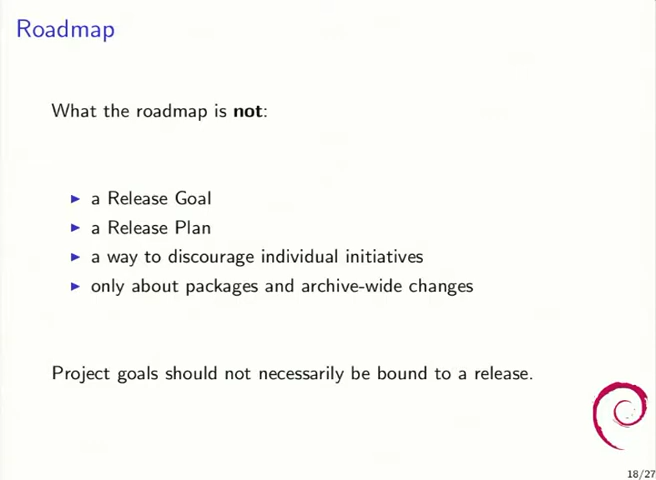 Roadmap
What the roadmap is not:
▶ a Release Goal
▶ a Release Plan
▶ a way to discourage individual initiatives
▶ only about packages and archive-wide changes
Project goals should not necessarily be bound to a release.
18/27